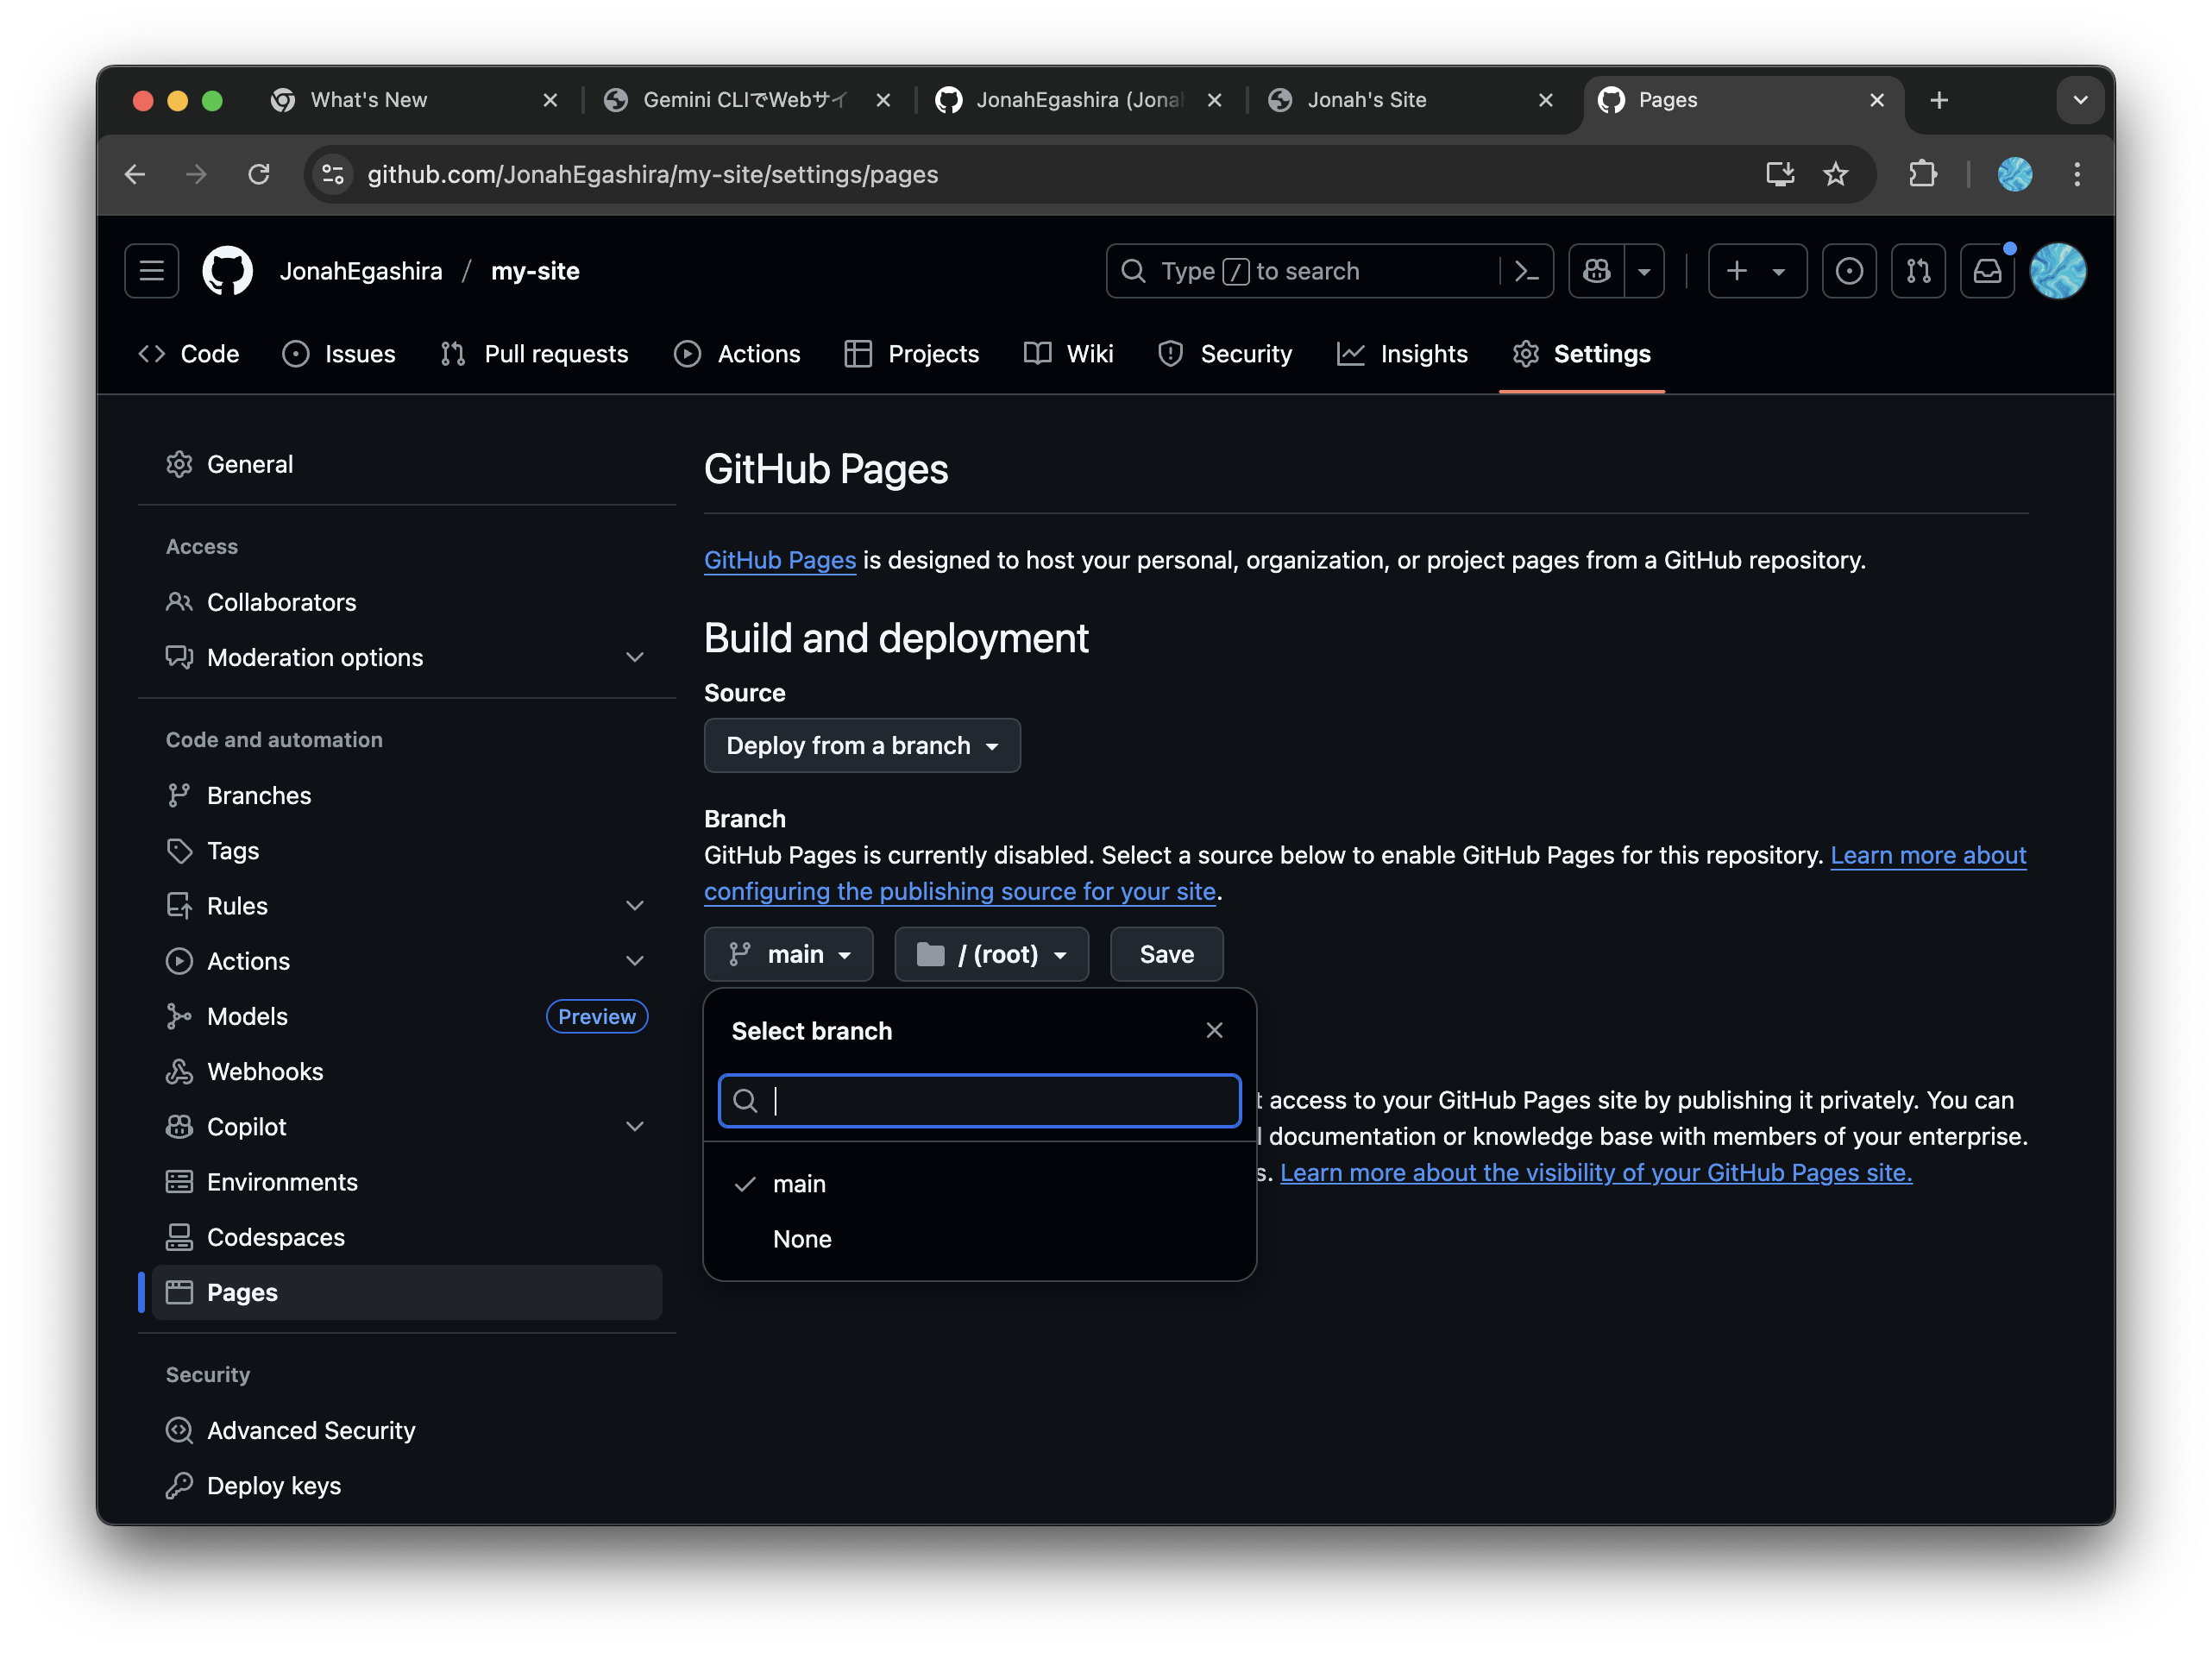 What's New
Gemini CLIでWebサイ
JonahEgashira (Jonah
Jonah's Site
Pages
github.com/JonahEgashira/my-site/settings/pages
JonahEgashira / my-site
Type / to search
Code
Issues
Pull requests
Actions
Projects
Wiki
Security
Insights
Settings
General
Access
Collaborators
Moderation options
Code and automation
Branches
Tags
Rules
Actions
Models
Preview
Webhooks
Copilot
Environments
Codespaces
Pages
Security
Advanced Security
Deploy keys
GitHub Pages
GitHub Pages is designed to host your personal, organization, or project pages from a GitHub repository.
Build and deployment
Source
Deploy from a branch
Branch
GitHub Pages is currently disabled. Select a source below to enable GitHub Pages for this repository. Learn more about
configuring the publishing source for your site.
main
/ (root)
Save
Select branch
main
None
access to your GitHub Pages site by publishing it privately. You can
documentation or knowledge base with members of your enterprise.
s. Learn more about the visibility of your GitHub Pages site.